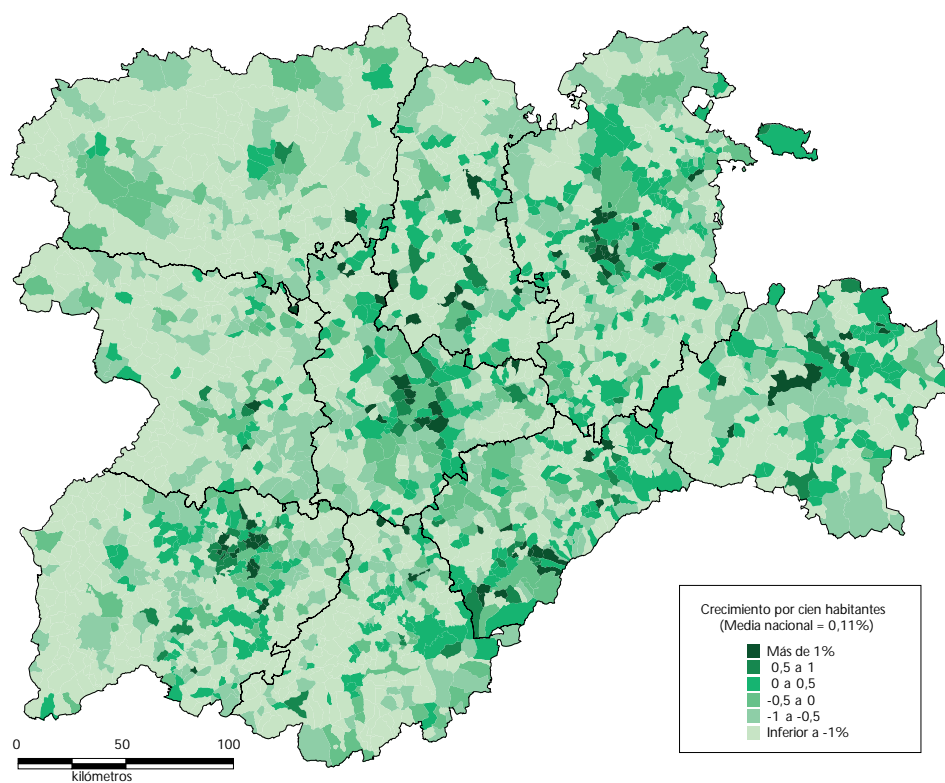 Crecimiento por cien habitantes
(Media nacional = 0,11%)
Más de 1%
0,5 a 1
0 a 0,5
-0,5 a 0
-1 a -0,5
Inferior a -1%
0 50 100
kilómetros